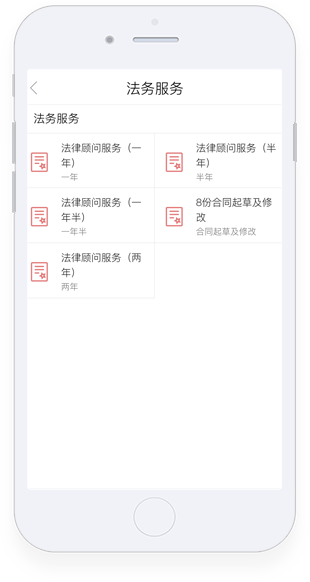 法务服务
法务服务
法律顾问服务（一
年）
一年
法律顾问服务（半
年）
半年
法律顾问服务（一
年半）
一年半
8份合同起草及修
改
合同起草及修改
法律顾问服务（两
年）
两年